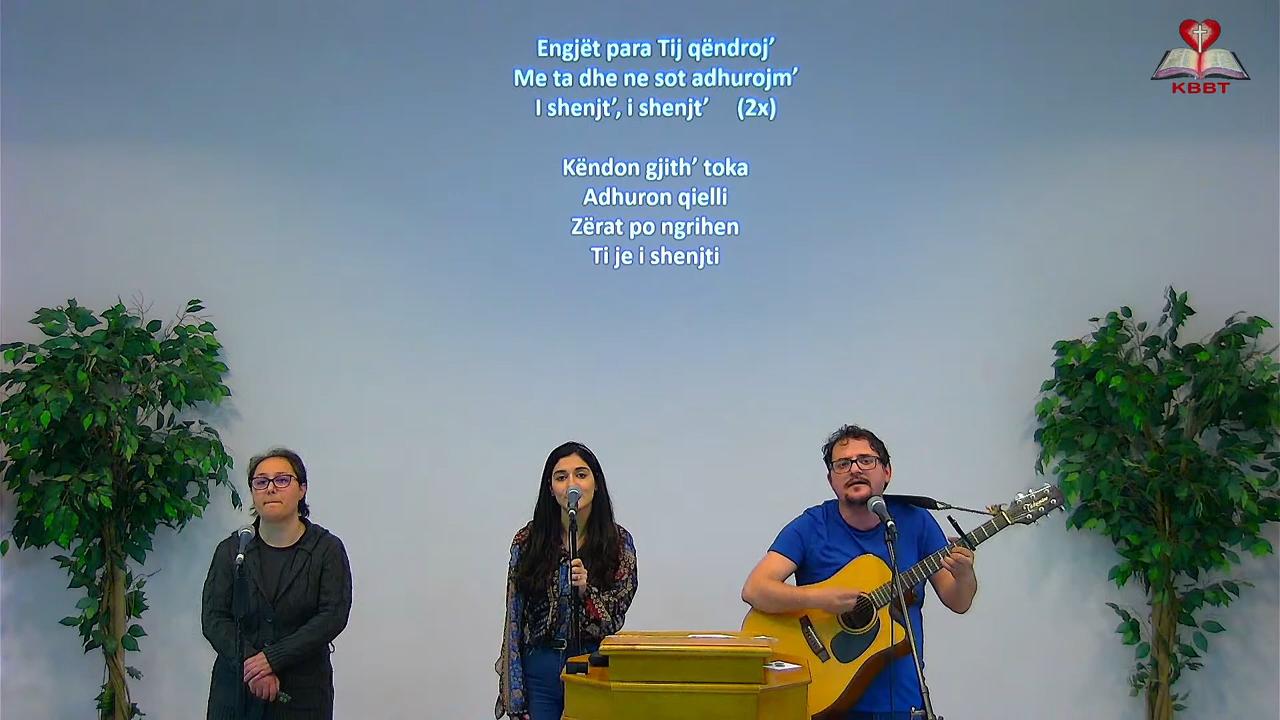 Engjët para Tij qëndroj’
Me ta dhe ne sot adhurojm’
I shenjt’, i shenjt’ (2x)
Këndon gjith’ toka
Adhuron qielli
Zërat po ngrihen
Ti je i shenjti
KBBT
Takamine